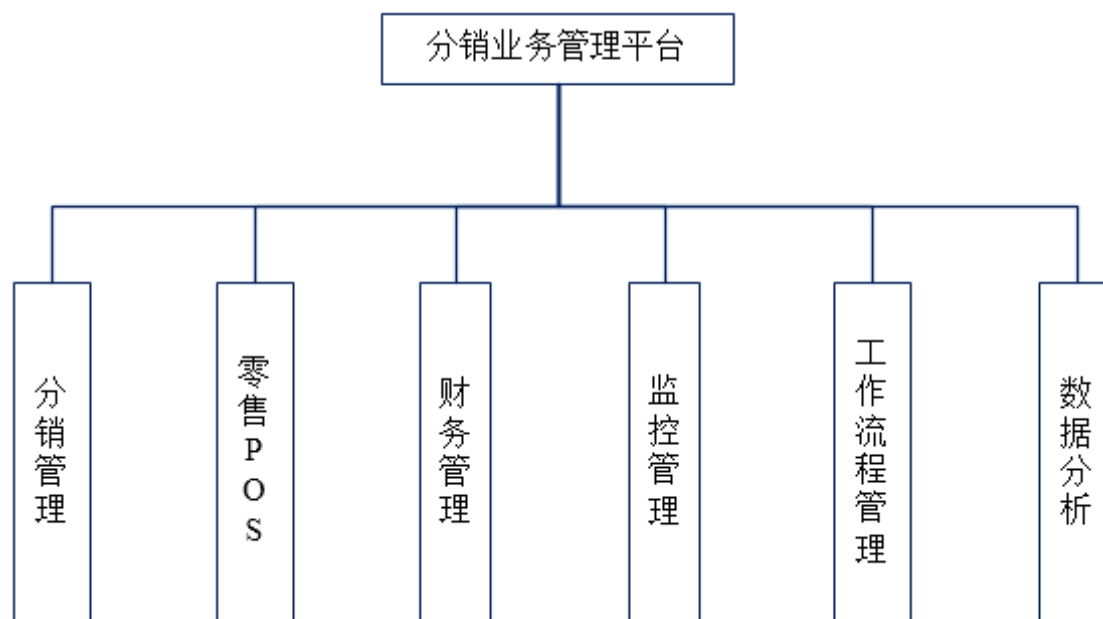 分销业务管理平台
分销管理
零售POS
财务管理
监控管理
工作流程管理
数据分析